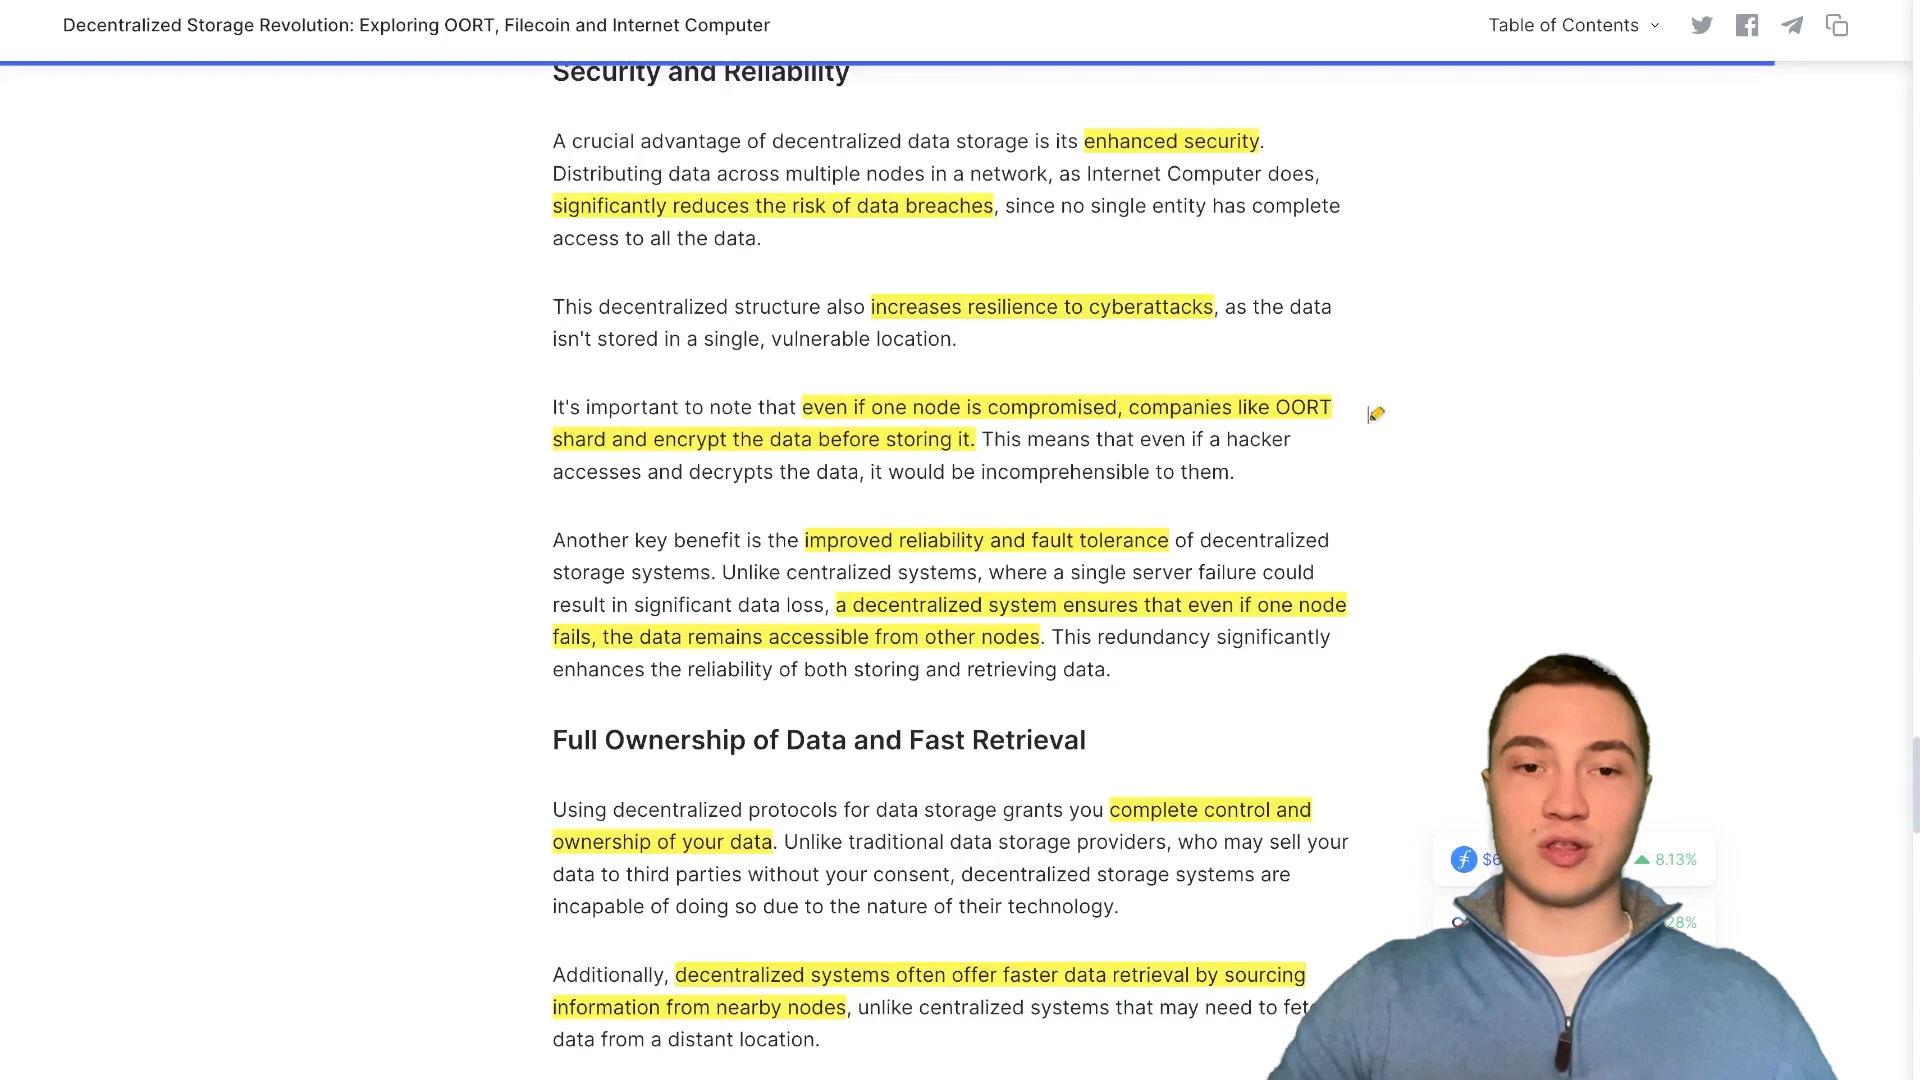 Decentralized Storage Revolution: Exploring OORT, Filecoin and Internet Computer
Table of Contents
Security and Reliability
A crucial advantage of decentralized data storage is its enhanced security.
Distributing data across multiple nodes in a network, as Internet Computer does,
significantly reduces the risk of data breaches, since no single entity has complete
access to all the data.
This decentralized structure also increases resilience to cyberattacks, as the data
isn't stored in a single, vulnerable location.
It's important to note that even if one node is compromised, companies like OORT
shard and encrypt the data before storing it. This means that even if a hacker
accesses and decrypts the data, it would be incomprehensible to them.
Another key benefit is the improved reliability and fault tolerance of decentralized
storage systems. Unlike centralized systems, where a single server failure could
result in significant data loss, a decentralized system ensures that even if one node
fails, the data remains accessible from other nodes. This redundancy significantly
enhances the reliability of both storing and retrieving data.
Full Ownership of Data and Fast Retrieval
Using decentralized protocols for data storage grants you complete control and
ownership of your data. Unlike traditional data storage providers, who may sell your
data to third parties without your consent, decentralized storage systems are
incapable of doing so due to the nature of their technology.
$6 8.13%
28%
Additionally, decentralized systems often offer faster data retrieval by sourcing
information from nearby nodes, unlike centralized systems that may need to fetc
data from a distant location.